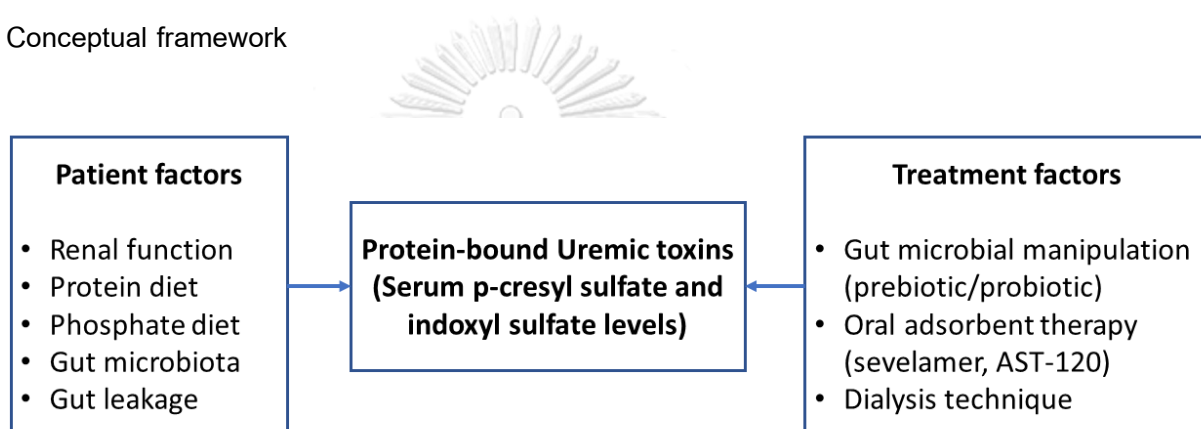 Conceptual framework
Patient factors
• Renal function
• Protein diet
• Phosphate diet
• Gut microbiota
• Gut leakage
Protein-bound Uremic toxins
(Serum p-cresyl sulfate and
indoxyl sulfate levels)
Treatment factors
• Gut microbial manipulation
(prebiotic/probiotic)
• Oral adsorbent therapy
(sevelamer, AST-120)
• Dialysis technique